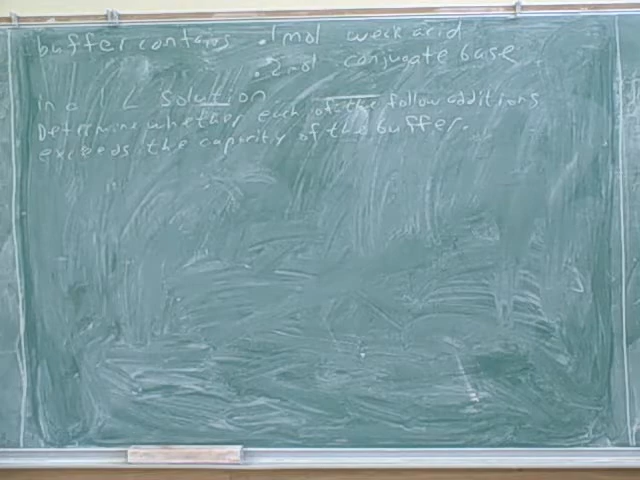 buffer contains .1mol weak acid
.2mol conjugate base
in a 1 L solution.
Determine whether each of the follow additions
exceeds the capacity of the buffer.